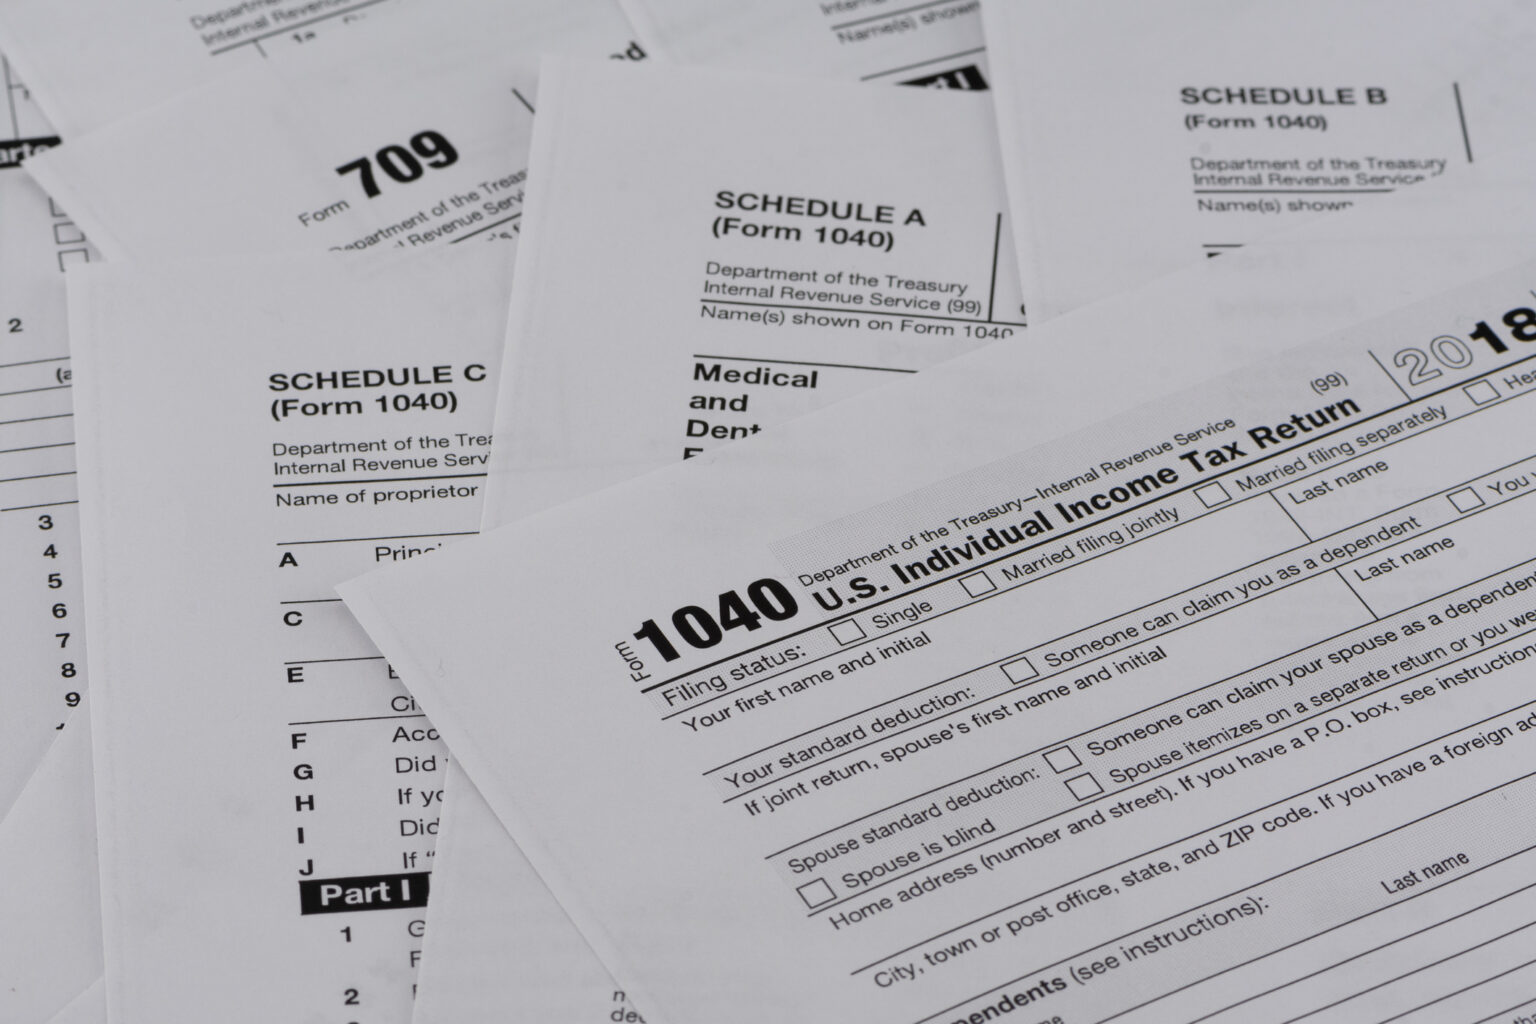 Department of the Treasury
Internal Revenue
1a
Name(s) shown
Part I
Form 709
Department of the Treas
Internal Revenue Serv
SCHEDULE B
(Form 1040)
Department of the Treasury
Internal Revenue Service
Name(s) shown
SCHEDULE A
(Form 1040)
Department of the Treasury
Internal Revenue Service (99)
Name(s) shown on Form 1040
Medical
and
Dent
2
(a
3
4
5
6
7
8
9
SCHEDULE C
(Form 1040)
Department of the Trea
Internal Revenue Servi
Name of proprietor
A Princ
C
E
Ci
F Acc
G Did
H If yo
I Did
J If “
Part I
1 G
2
Form 1040 Department of the Treasury—Internal Revenue Service (99)
U.S. Individual Income Tax Return 2018
Filing status: Single Married filing jointly Married filing separately Hea
Your first name and initial Last name
Your standard deduction: Someone can claim you as a dependent You
If joint return, spouse's first name and initial Last name
Spouse standard deduction: Someone can claim your spouse as a dependent
Spouse is blind Spouse itemizes on a separate return or you we
Home address (number and street). If you have a P.O. box, see instruction
City, town or post office, state, and ZIP code. If you have a foreign ad
pendents (see instructions):
Last name